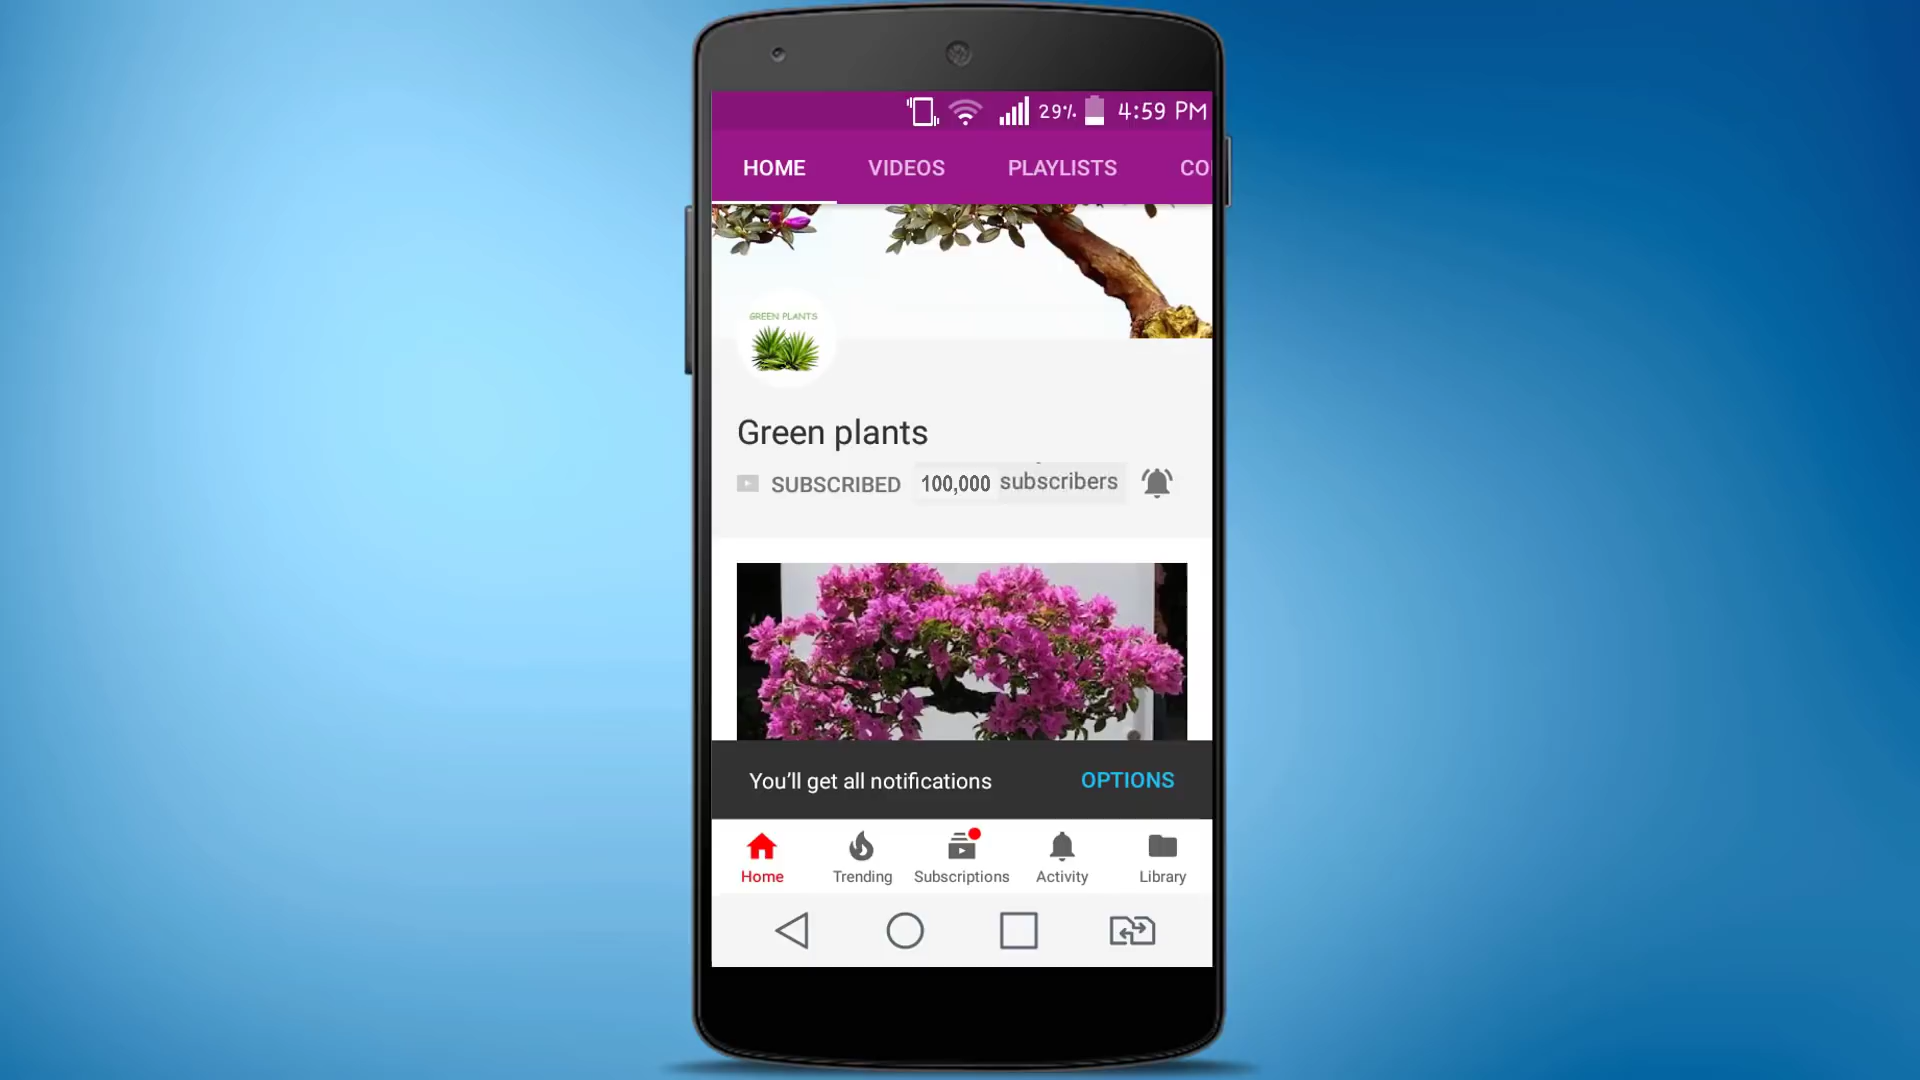 29% 4:59 PM
HOME VIDEOS PLAYLISTS CO
GREEN PLANTS
Green plants
SUBSCRIBED 100,000 subscribers
You'll get all notifications OPTIONS
Home Trending Subscriptions Activity Library